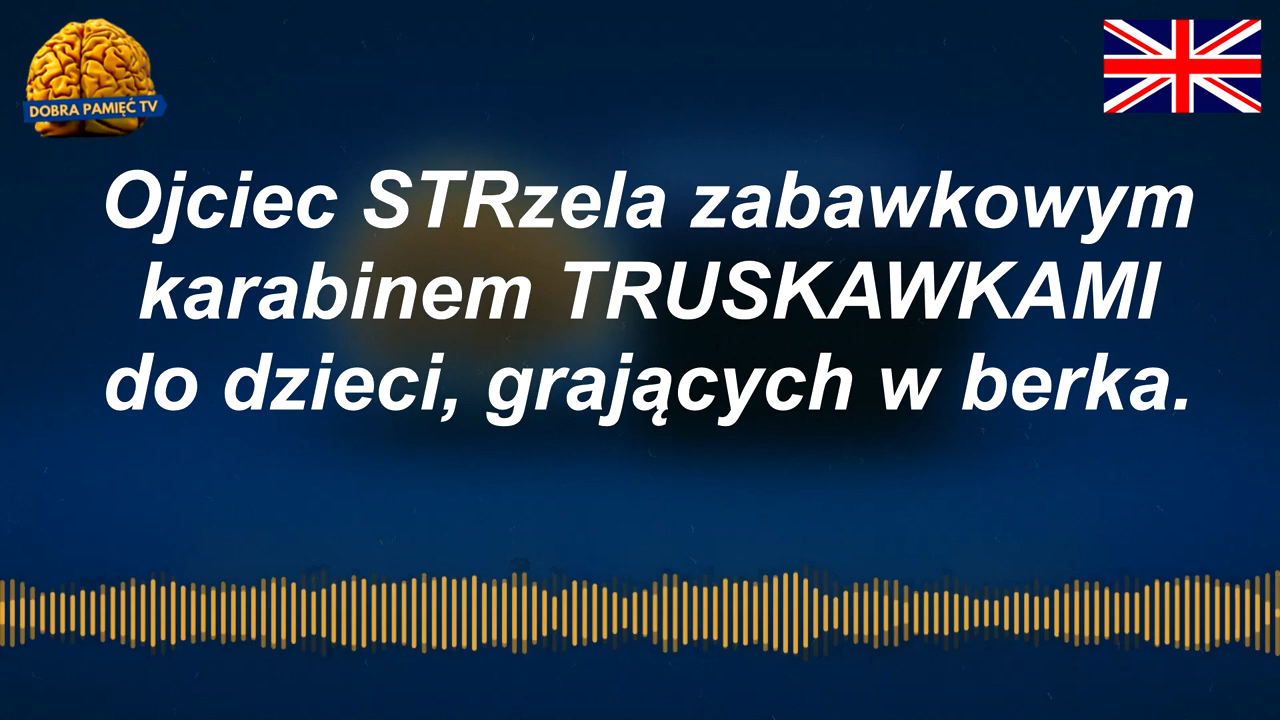 DOBRA PAMIĘĆ TV
Ojciec STRzela zabawkowym
karabinem TRUSKAWKAMI
do dzieci, grających w berka.